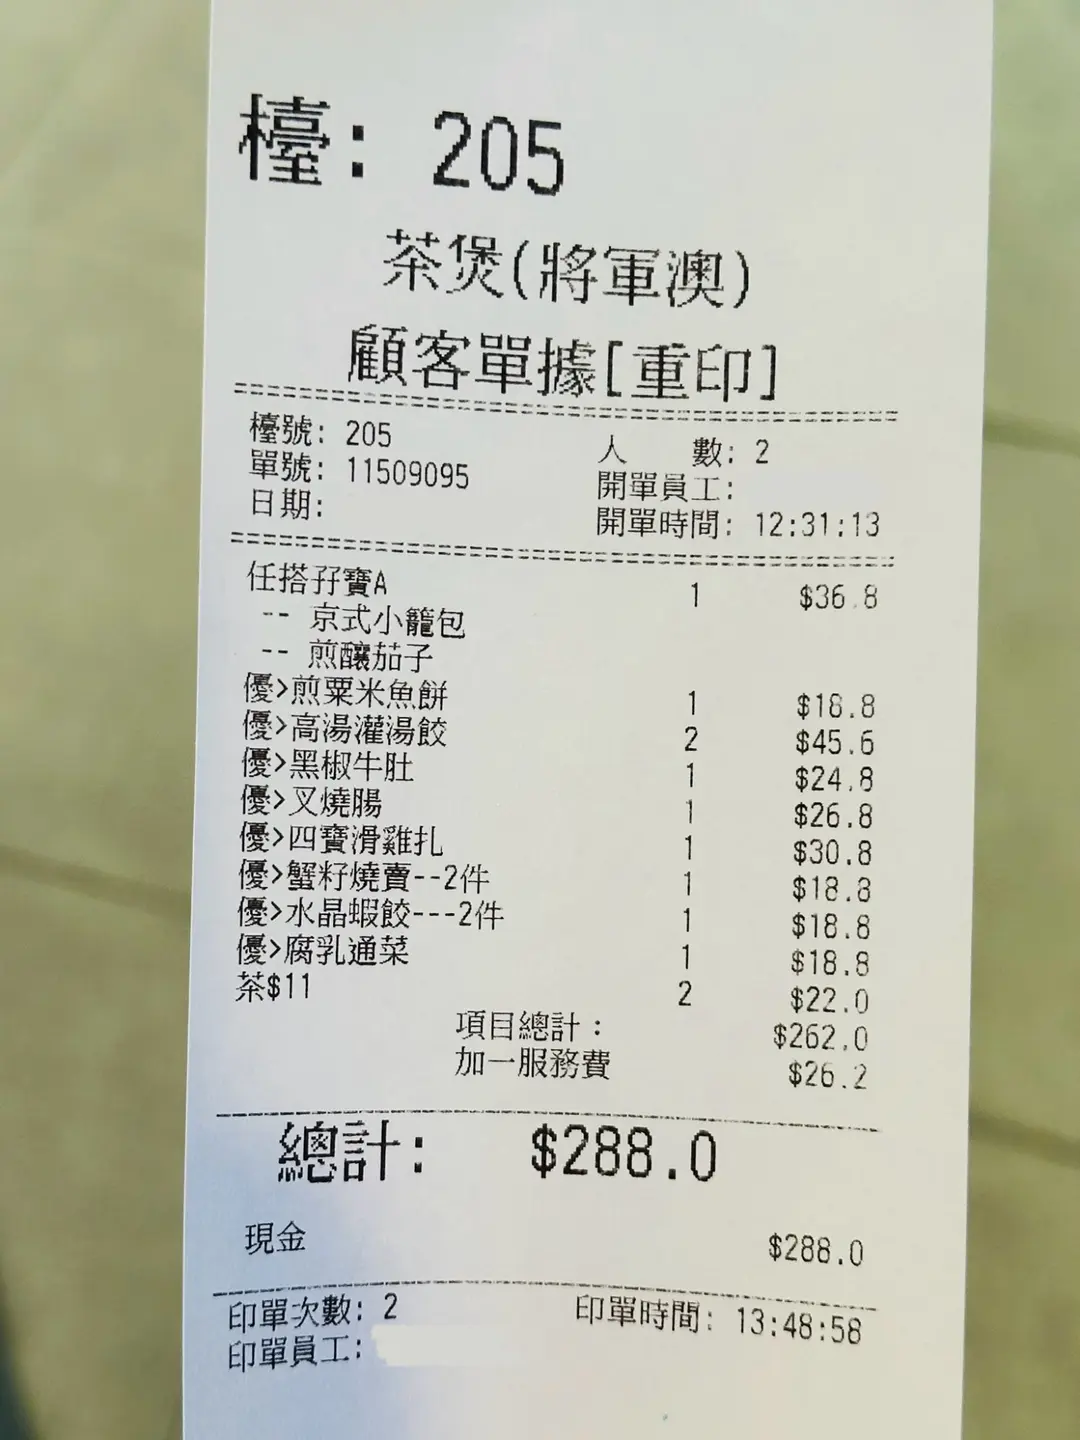 檯: 205
茶煲(將軍澳)
顧客單據[重印]
檯號: 205 人 數: 2
單號: 11509095 開單員工:
日期: 開單時間: 12:31:13
任搭孖寶A 1 $36.8
-- 京式小籠包
-- 煎釀茄子
優>煎粟米魚餅 1 $18.8
優>高湯灌湯餃 2 $45.6
優>黑椒牛肚 1 $24.8
優>叉燒腸 1 $26.8
優>四寶滑雞扎 1 $30.8
優>蟹籽燒賣--2件 1 $18.8
優>水晶蝦餃---2件 1 $18.8
優>腐乳通菜 1 $18.8
茶$11 2 $22.0
項目總計: $262.0
加一服務費 $26.2
總計: $288.0
現金 $288.0
印單次數: 2 印單時間: 13:48:58
印單員工: